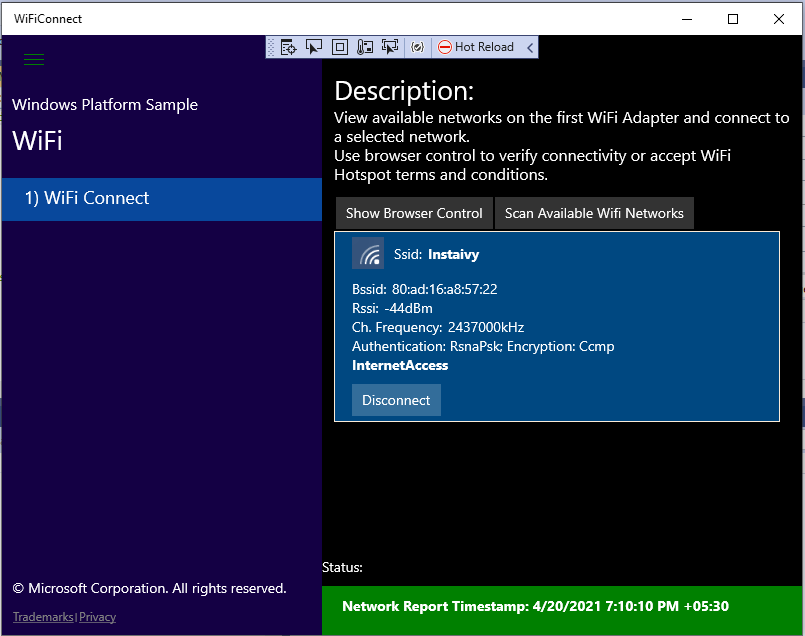 WiFiConnect
Hot Reload
Windows Platform Sample
WiFi
1) WiFi Connect
Description:
View available networks on the first WiFi Adapter and connect to
a selected network.
Use browser control to verify connectivity or accept WiFi
Hotspot terms and conditions.
Show Browser Control
Scan Available Wifi Networks
Ssid: Instaivy
Bssid: 80:ad:16:a8:57:22
Rssi: -44dBm
Ch. Frequency: 2437000kHz
Authentication: RsnaPsk; Encryption: Ccmp
InternetAccess
Disconnect
Status:
Network Report Timestamp: 4/20/2021 7:10:10 PM +05:30
© Microsoft Corporation. All rights reserved.
Trademarks | Privacy